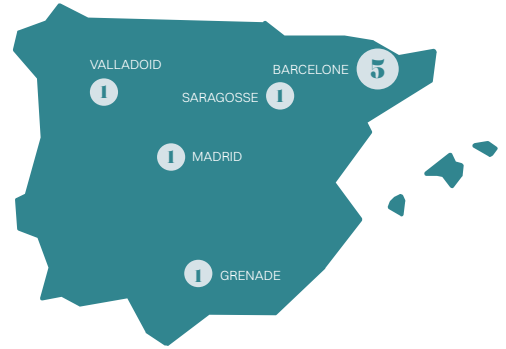 VALLADOID
1
BARCELONE 5
SARAGOSSE 1
1 MADRID
1 GRENADE